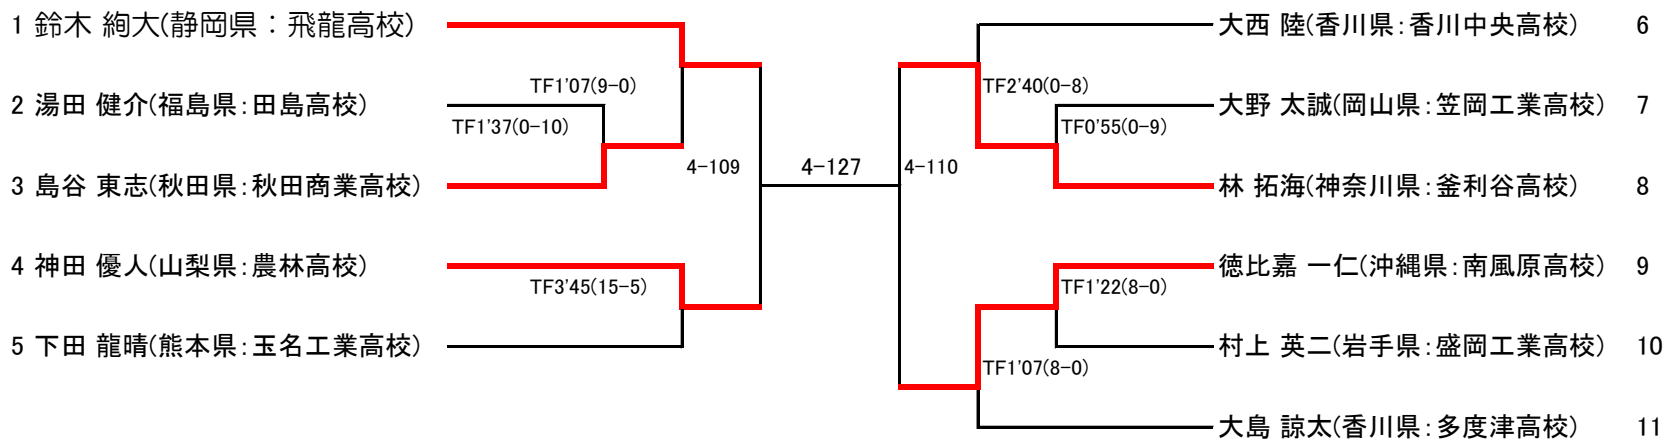 1 鈴木 絢大(静岡県：飛龍高校)
TF1'07(9-0)
2 湯田 健介(福島県：田島高校)
TF1'37(0-10)
3 島谷 東志(秋田県：秋田商業高校)
4-109
4 神田 優人(山梨県：農林高校)
TF3'45(15-5)
5 下田 龍晴(熊本県：玉名工業高校)
4-127
大西 陸(香川県：香川中央高校) 6
TF2'40(0-8)
大野 太誠(岡山県：笠岡工業高校) 7
TF0'55(0-9)
4-110
林 拓海(神奈川県：釜利谷高校) 8
徳比嘉 一仁(沖縄県：南風原高校) 9
TF1'22(8-0)
村上 英二(岩手県：盛岡工業高校) 10
TF1'07(8-0)
大島 諒太(香川県：多度津高校) 11